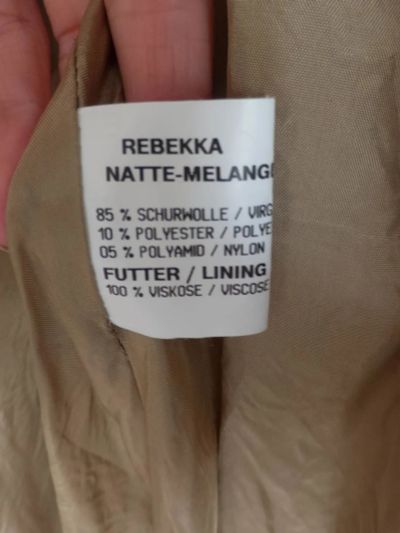 REBEKKA
NATTE-MELANG
85 % SCHURWOLLE / VIRG
10 % POLYESTER / POLYE
05 % POLYAMID / NYLON
FUTTER / LINING
100 % VISKOSE / VISCOSE